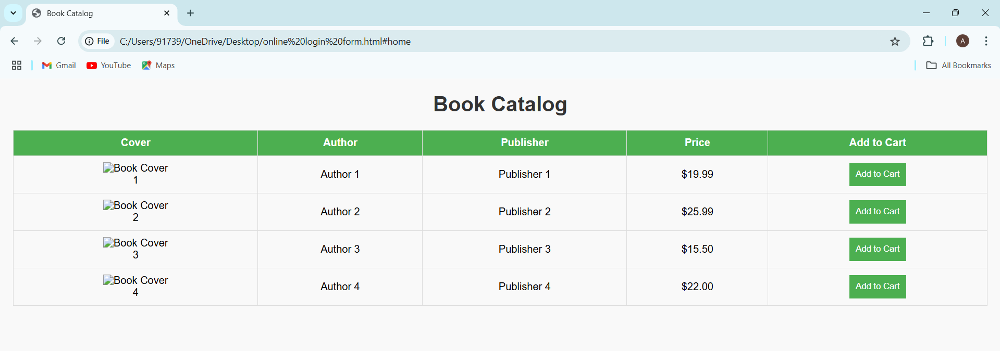 Book Catalog
File C:/Users/91739/OneDrive/Desktop/online%20login%20form.html#home
A
Gmail YouTube Maps All Bookmarks
Book Catalog
Cover Author Publisher Price Add to Cart
Book Cover
1
Author 1 Publisher 1 $19.99 Add to Cart
Book Cover
2
Author 2 Publisher 2 $25.99 Add to Cart
Book Cover
3
Author 3 Publisher 3 $15.50 Add to Cart
Book Cover
4
Author 4 Publisher 4 $22.00 Add to Cart